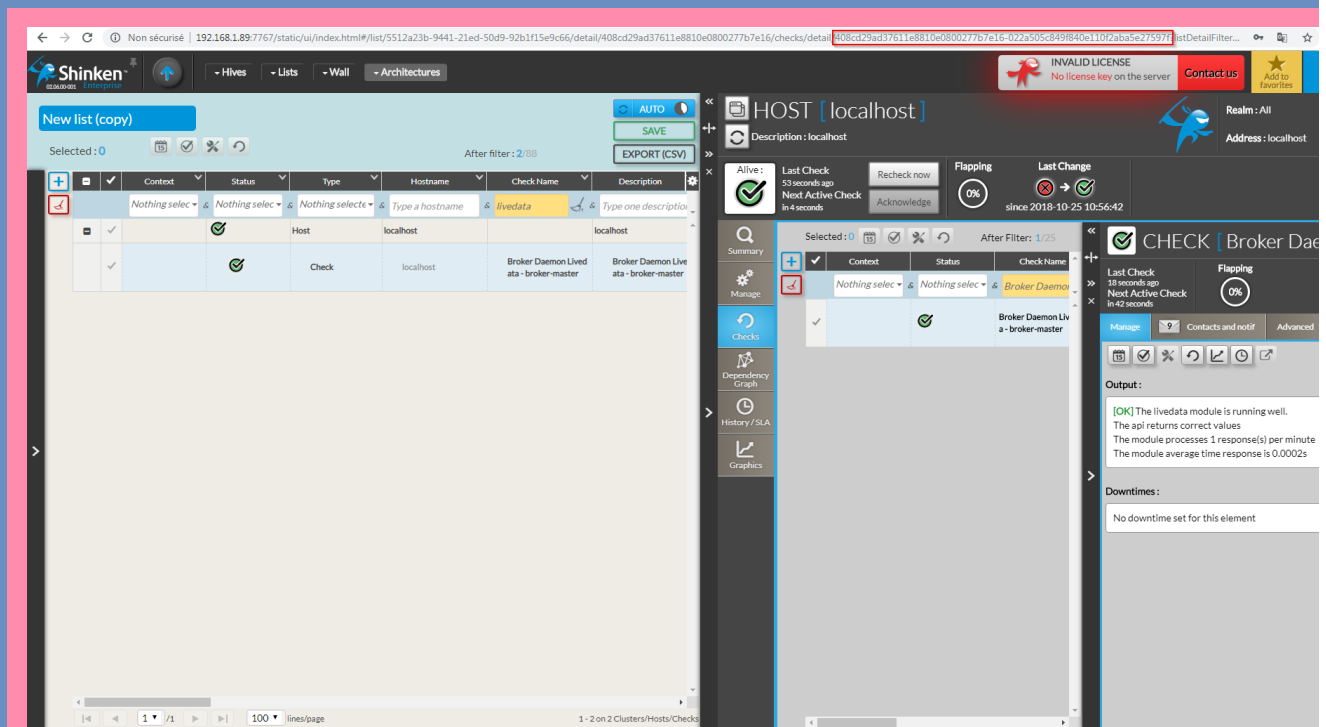 Non sécurisé | 192.168.1.89:7767/static/ui/index.html#/list/5512a23b-9441-21ed-50d9-92b1f15e9c66/detail/408cd29ad37611e8810e0800277b7e16/checks/detail/408cd29ad37611e8810e0800277b7e16-022a505c849f840e110f2aba5e27597f?listDetailFilter...
Shinken
Enterprise
02.06.00-001
Hives
Lists
Wall
Architectures
INVALID LICENSE
No license key on the server
Contact us
Add to
favorites
New list (copy)
AUTO
SAVE
EXPORT (CSV)
Selected : 0
After filter : 2/88
Context
Status
Type
Hostname
Check Name
Description
Nothing selec
&
Nothing selec
&
Nothing selecte
&
Type a hostname
&
livedata
&
Type one description
Host
localhost
localhost
Check
localhost
Broker Daemon Lived
ata - broker-master
Broker Daemon Live
ata - broker-master
1
/1
100
lines/page
1 - 2 on 2 Clusters/Hosts/Checks
HOST [ localhost ]
Description : localhost
Realm : All
Address : localhost
Alive :
Last Check
53 seconds ago
Next Active Check
in 4 seconds
Recheck now
Acknowledge
Flapping
0%
Last Change
since 2018-10-25 10:56:42
Summary
Manage
Checks
Dependency
Graph
History / SLA
Graphics
Selected : 0
After Filter: 1/25
Context
Status
Check Name
Nothing selec
&
Nothing selec
&
Broker Daemo
Broker Daemon Liv
a - broker-master
CHECK [ Broker Dae
Last Check
18 seconds ago
Next Active Check
in 42 seconds
Flapping
0%
Manage
9
Contacts and notif
Advanced
Output :
[OK] The livedata module is running well.
The api returns correct values
The module processes 1 response(s) per minute
The module average time response is 0.0002s
Downtimes :
No downtime set for this element